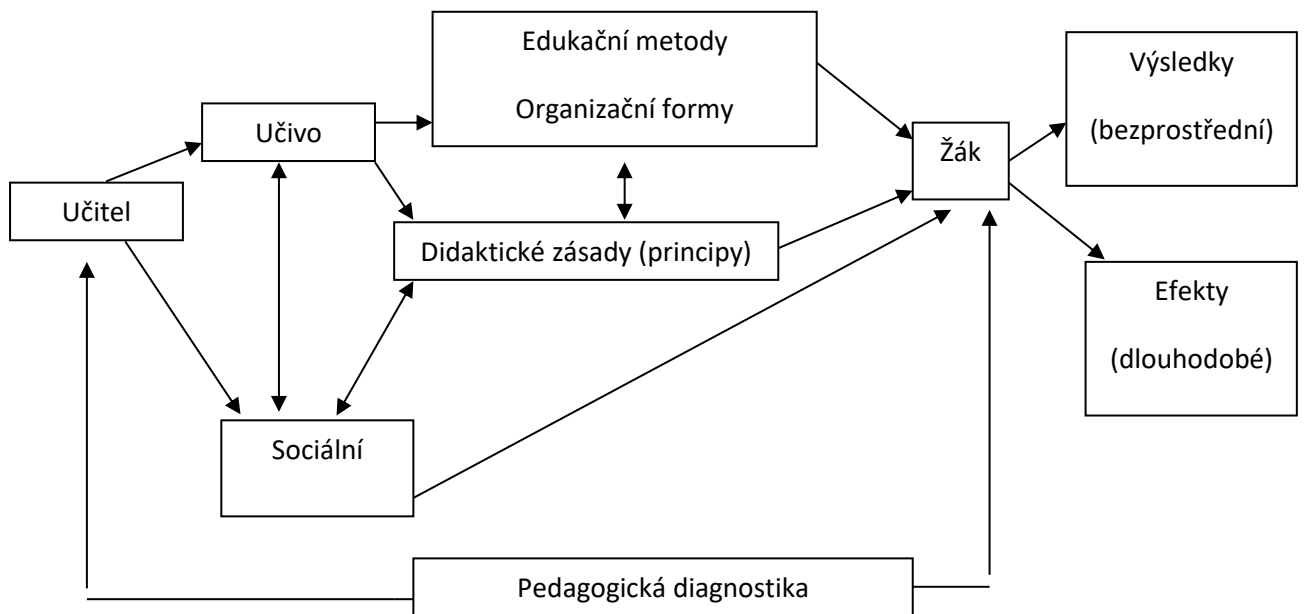 Edukační metody
Organizační formy
Výsledky
(bezprostřední)
Učivo
Žák
Učitel
Didaktické zásady (principy)
Efekty
(dlouhodobé)
Sociální
Pedagogická diagnostika